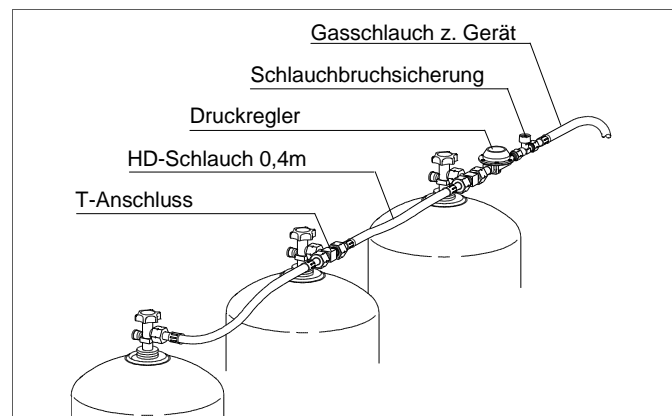 Gasschlauch z. Gerät
Schlauchbruchsicherung
Druckregler
HD-Schlauch 0,4m
T-Anschluss